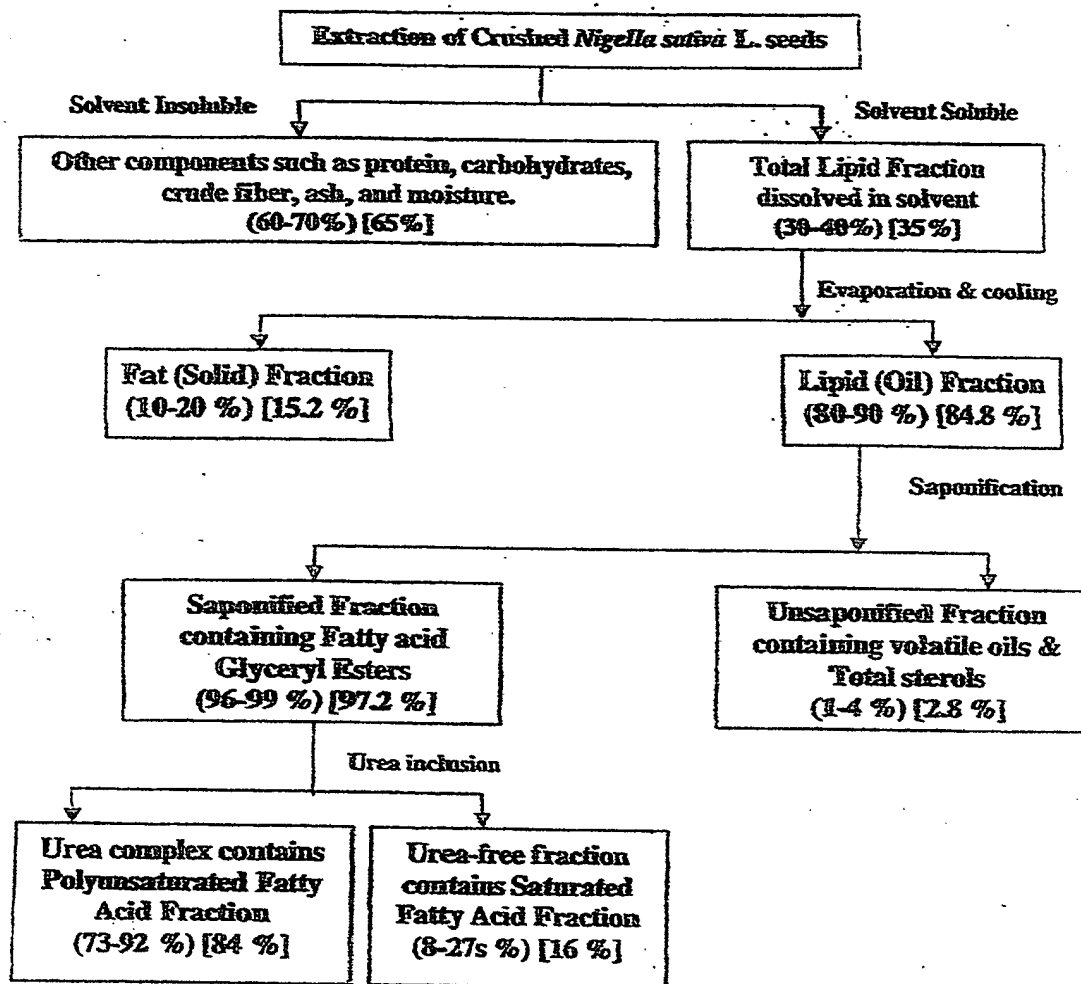 Extraction of Crushed Nigella sativa L. seeds
Solvent Insoluble
Solvent Soluble
Other components such as protein, carbohydrates,
crude fiber, ash, and moisture.
(60-70%) [65%]
Total Lipid Fraction
dissolved in solvent
(30-40%) [35%]
Evaporation & cooling
Fat (Solid) Fraction
(10-20 %) [15.2 %]
Lipid (Oil) Fraction
(80-90 %) [84.8 %]
Saponification
Saponified Fraction
containing Fatty acid
Glyceryl Esters
(96-99 %) [97.2 %]
Unsaponified Fraction
containing volatile oils &
Total sterols
(1-4 %) [2.8 %]
Urea inclusion
Urea complex contains
Polyunsaturated Fatty
Acid Fraction
(73-92 %) [84 %]
Urea-free fraction
contains Saturated
Fatty Acid Fraction
(8-27s %) [16 %]